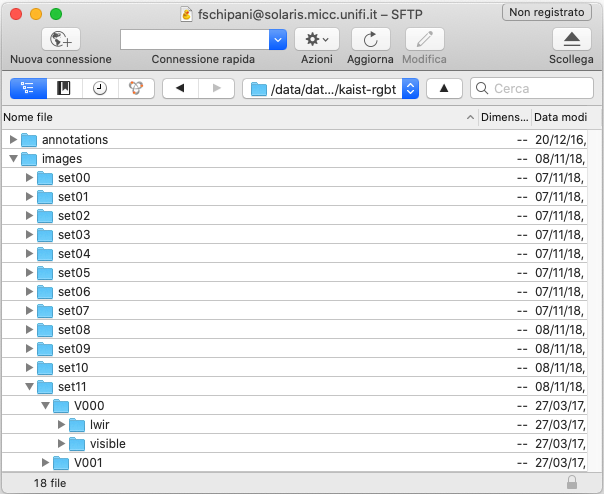 fschipani@solaris.micc.unifi.it – SFTP
Non registrato
Nuova connessione
Connessione rapida
Azioni
Aggiorna
Modifica
Scollega
/data/dat.../kaist-rgbt
Cerca
Nome file Dimens... Data modi
annotations -- 20/12/16,
images -- 08/11/18,
set00 -- 07/11/18,
set01 -- 07/11/18,
set02 -- 07/11/18,
set03 -- 07/11/18,
set04 -- 07/11/18,
set05 -- 07/11/18,
set06 -- 07/11/18,
set07 -- 07/11/18,
set08 -- 08/11/18,
set09 -- 08/11/18,
set10 -- 08/11/18,
set11 -- 08/11/18,
V000 -- 27/03/17,
lwir -- 27/03/17,
visible -- 27/03/17,
V001 -- 27/03/17,
18 file